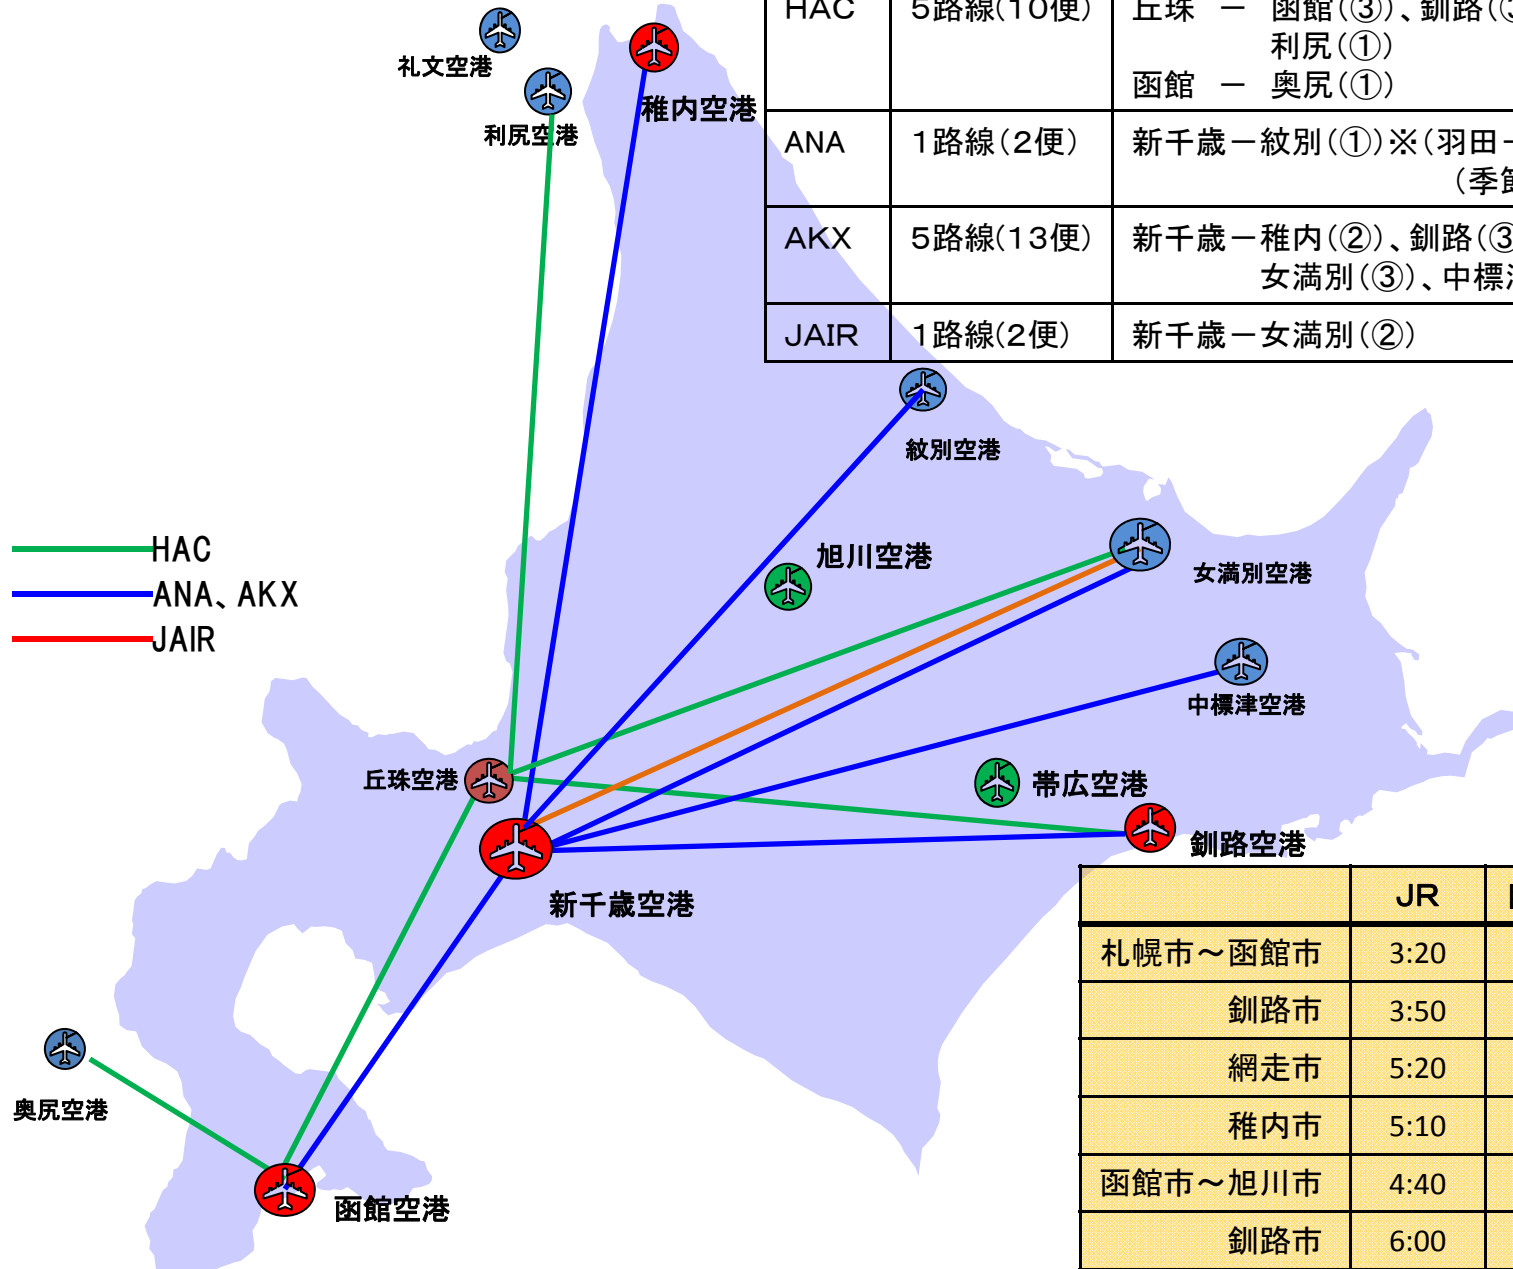 HAC 5路線(10便) 丘珠 － 函館(③)、釧路(
利尻(①)
函館 － 奥尻(①)
ANA 1路線(2便) 新千歳－紋別(①)※(羽田－
(季節
AKX 5路線(13便) 新千歳－稚内(②)、釧路(③
女満別(③)、中標津
JAIR 1路線(2便) 新千歳－女満別(②)
礼文空港
利尻空港
稚内空港
紋別空港
HAC
ANA、AKX
JAIR
旭川空港
女満別空港
中標津空港
丘珠空港
帯広空港
釧路空港
新千歳空港
奥尻空港
函館空港
JR
札幌市～函館市 3:20
釧路市 3:50
網走市 5:20
稚内市 5:10
函館市～旭川市 4:40
釧路市 6:00